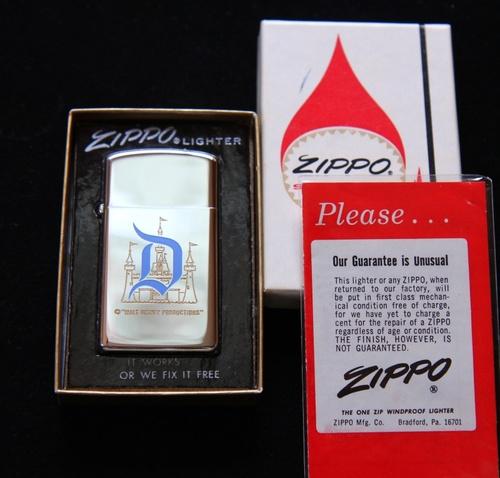 ZIPPO® LIGHTER
D
© "WALT DISNEY PRODUCTIONS"
IT WORKS
OR WE FIX IT FREE
ZIPPO®
Please . . .
Our Guarantee is Unusual
This lighter or any ZIPPO, when
returned to our factory, will
be put in first class mechan-
ical condition free of charge,
for we have yet to charge a
cent for the repair of a ZIPPO
regardless of age or condition.
THE FINISH, HOWEVER, IS
NOT GUARANTEED.
ZIPPO®
THE ONE ZIP WINDPROOF LIGHTER
ZIPPO Mfg. Co. Bradford, Pa. 16701